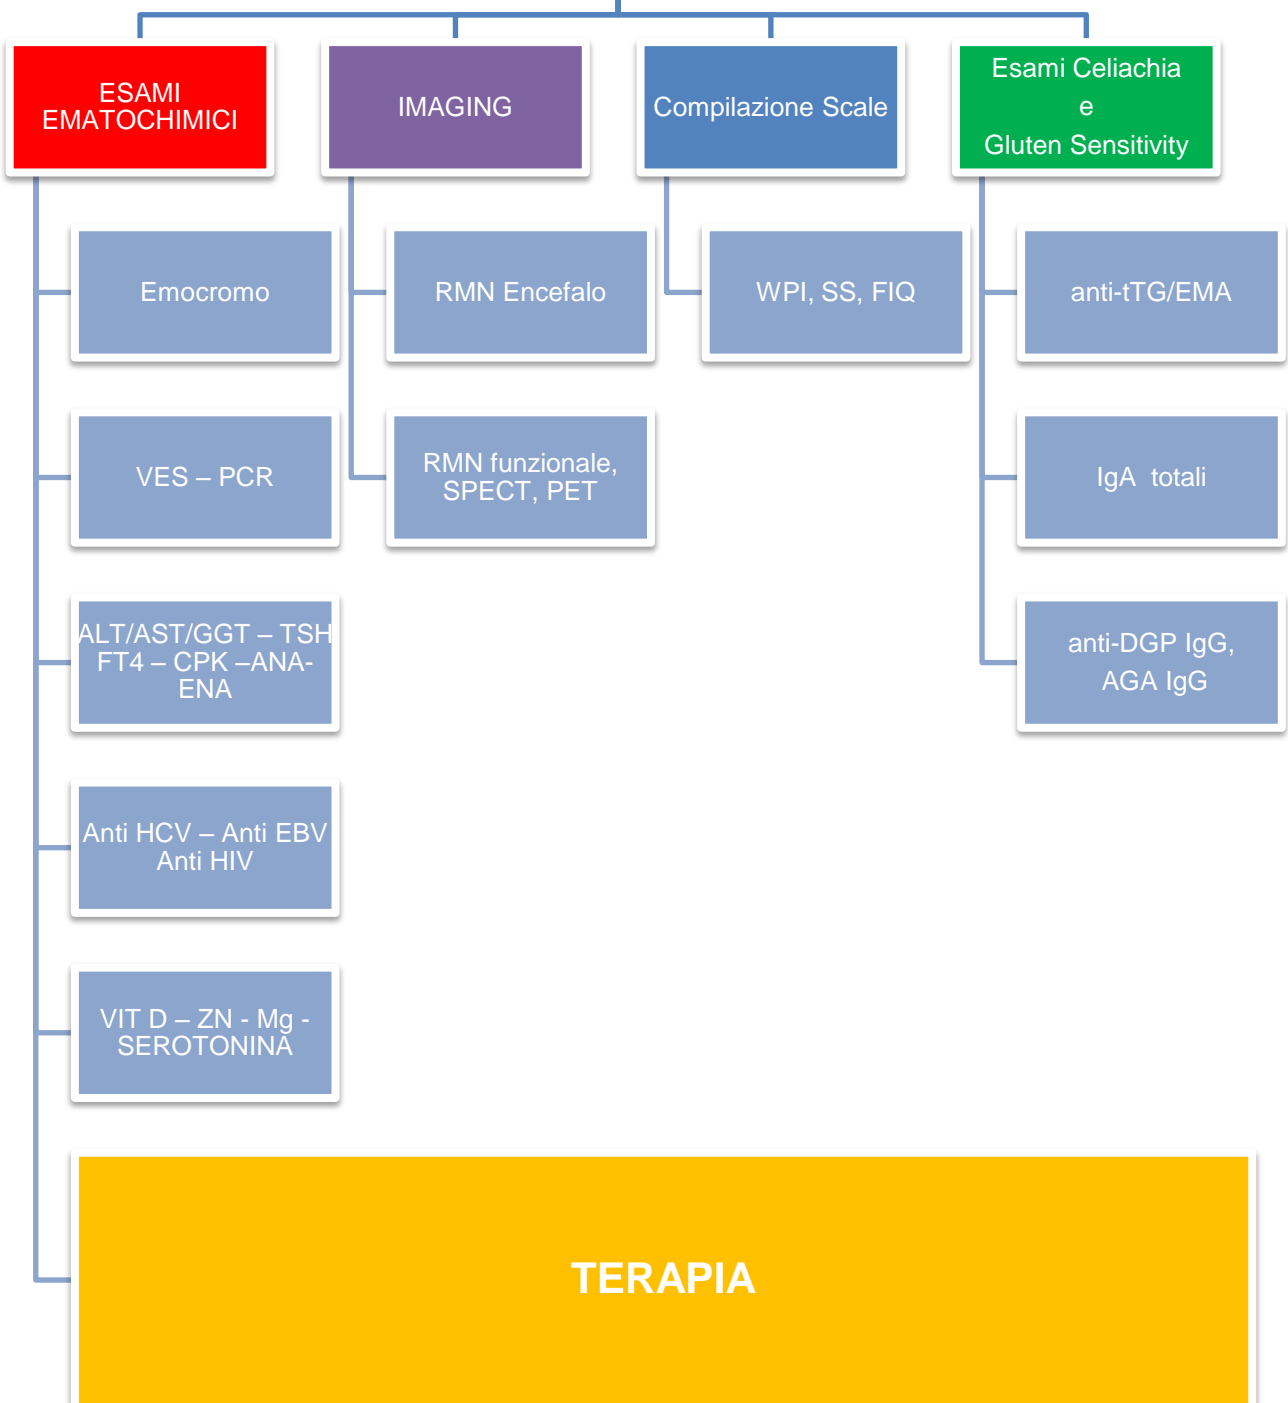 ESAMI
EMATOCHIMICI
IMAGING
Compilazione Scale
Esami Celiachia
e
Gluten Sensitivity
Emocromo
RMN Encefalo
WPI, SS, FIQ
anti-tTG/EMA
VES – PCR
RMN funzionale,
SPECT, PET
IgA totali
ALT/AST/GGT – TSH
FT4 – CPK –ANA-
ENA
anti-DGP IgG,
AGA IgG
Anti HCV – Anti EBV
Anti HIV
VIT D – ZN - Mg -
SEROTONINA
TERAPIA